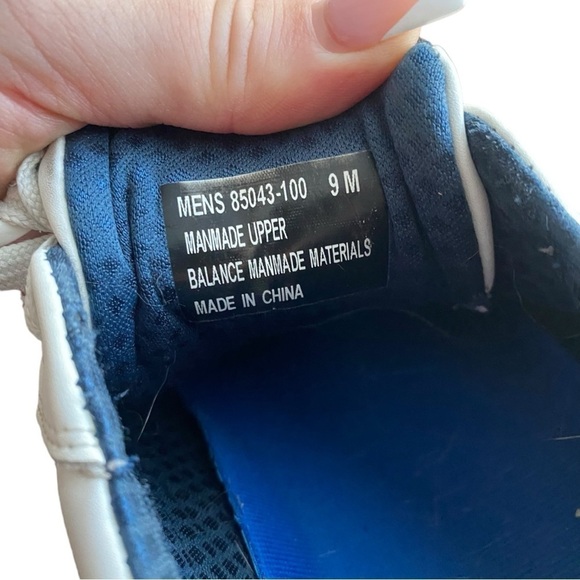 MENS 85043-100 9 M
MANMADE UPPER
BALANCE MANMADE MATERIALS
MADE IN CHINA